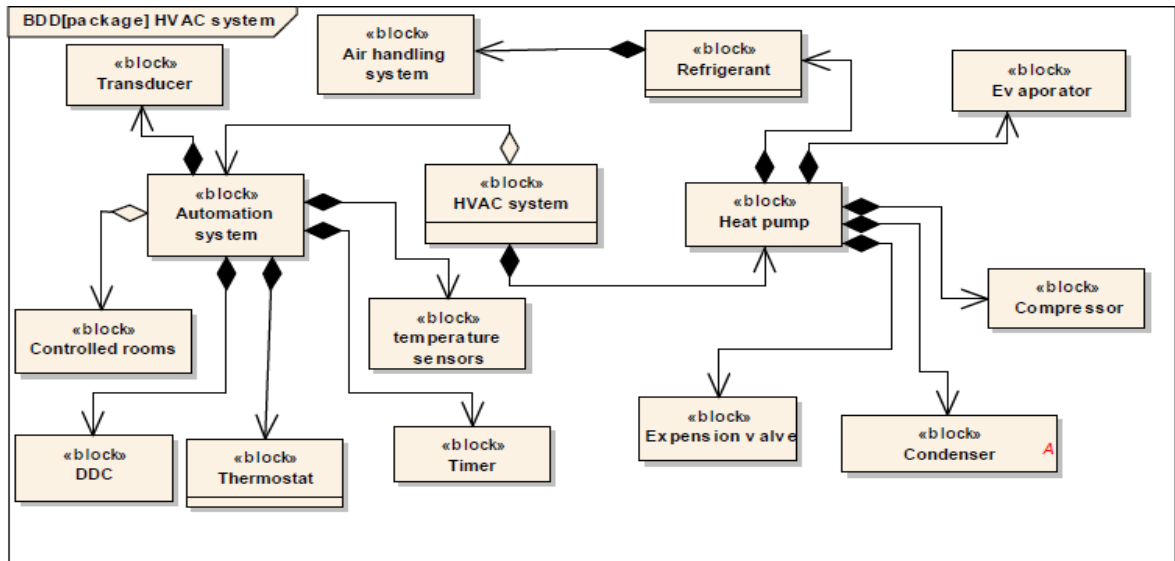 BDD[package] HVAC system
«block»
Transducer
«block»
Air handling
system
«block»
Refrigerant
«block»
Ev aporator
«block»
Automation
system
«block»
HVAC system
«block»
Heat pump
«block»
Controlled rooms
«block»
temperature
sensors
«block»
Compressor
«block»
DDC
«block»
Thermostat
«block»
Timer
«block»
Expension v alve
«block»
Condenser
A